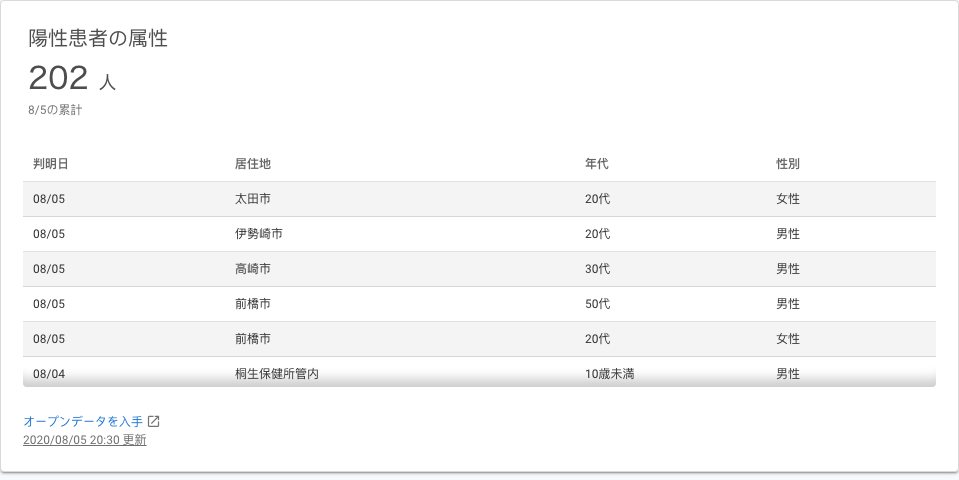 陽性患者の属性
202 人
8/5の累計
判明日 居住地 年代 性別
08/05 太田市 20代 女性
08/05 伊勢崎市 20代 男性
08/05 高崎市 30代 男性
08/05 前橋市 50代 男性
08/05 前橋市 20代 女性
08/04 桐生保健所管内 10歳未満 男性
オープンデータを入手
2020/08/05 20:30 更新